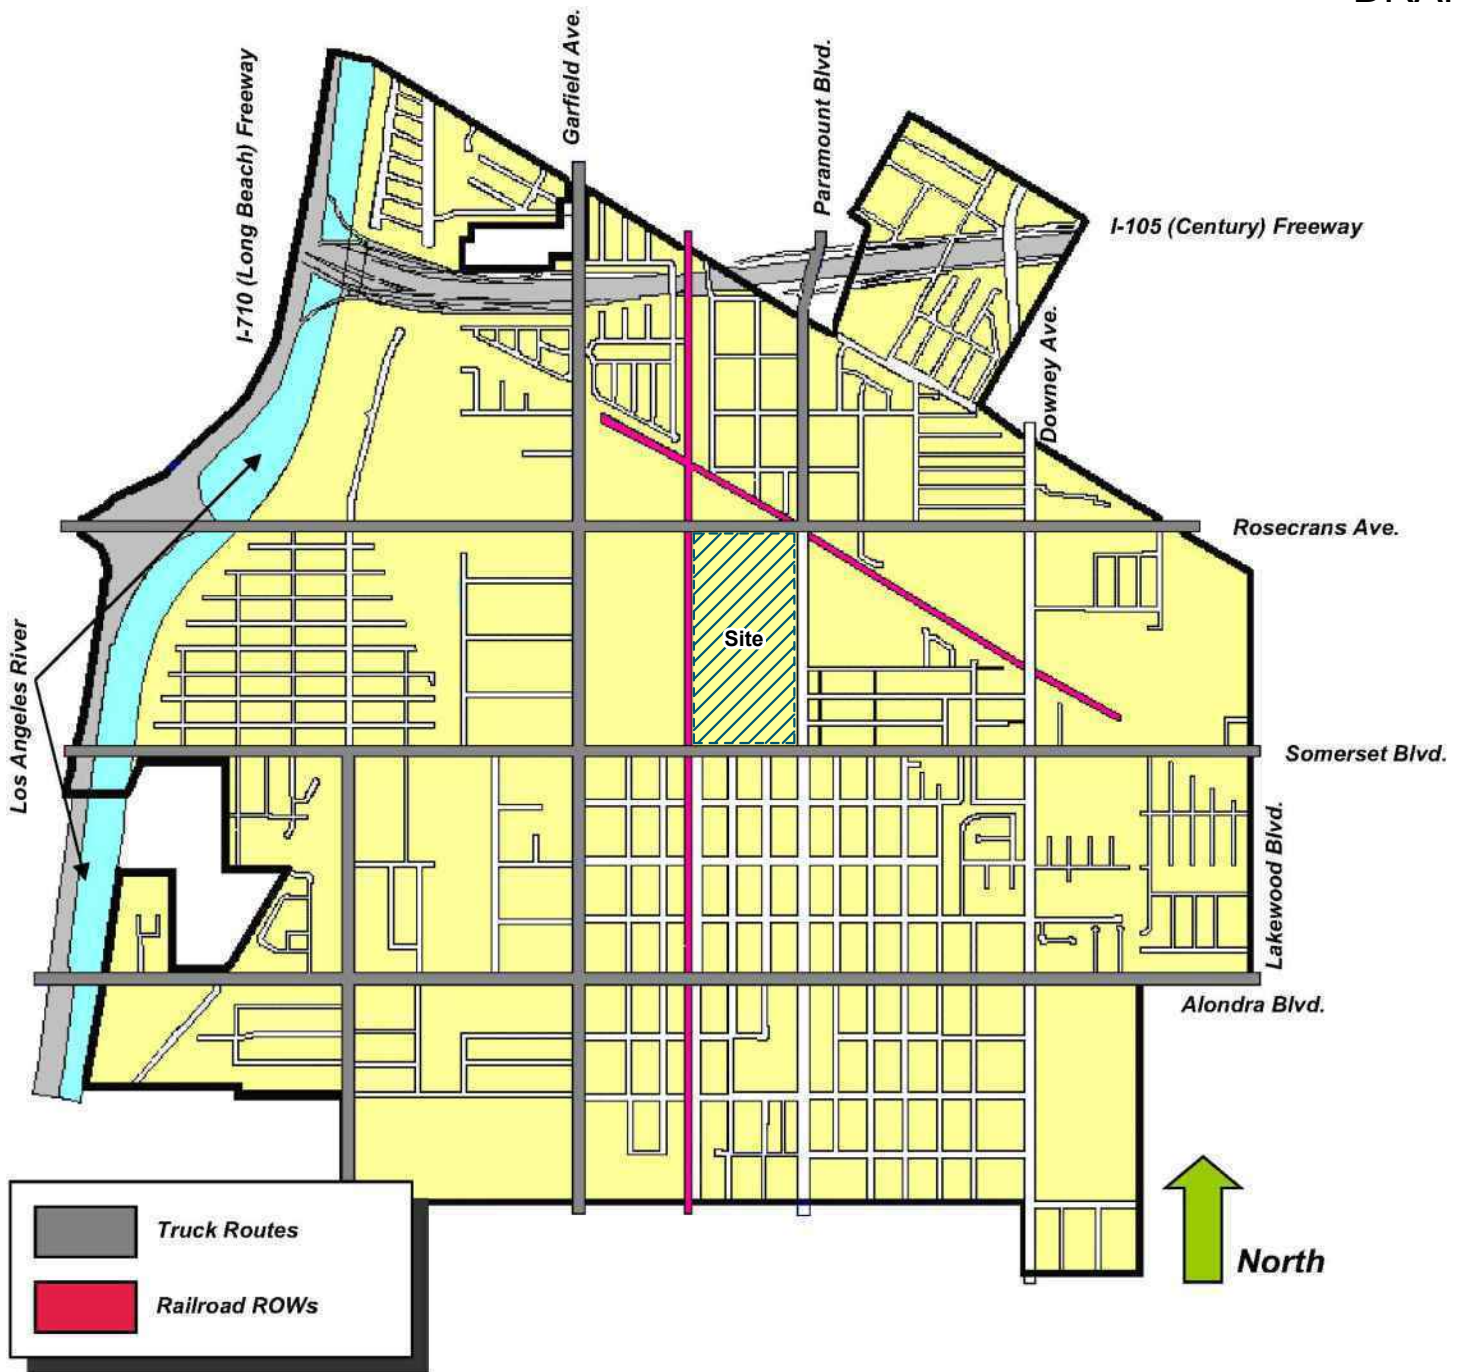 Garfield Ave.
Paramount Blvd.
I-710 (Long Beach) Freeway
I-105 (Century) Freeway
Downey Ave.
Rosecrans Ave.
Site
Los Angeles River
Somerset Blvd.
Lakewood Blvd.
Alondra Blvd.
Truck Routes
Railroad ROWs
North